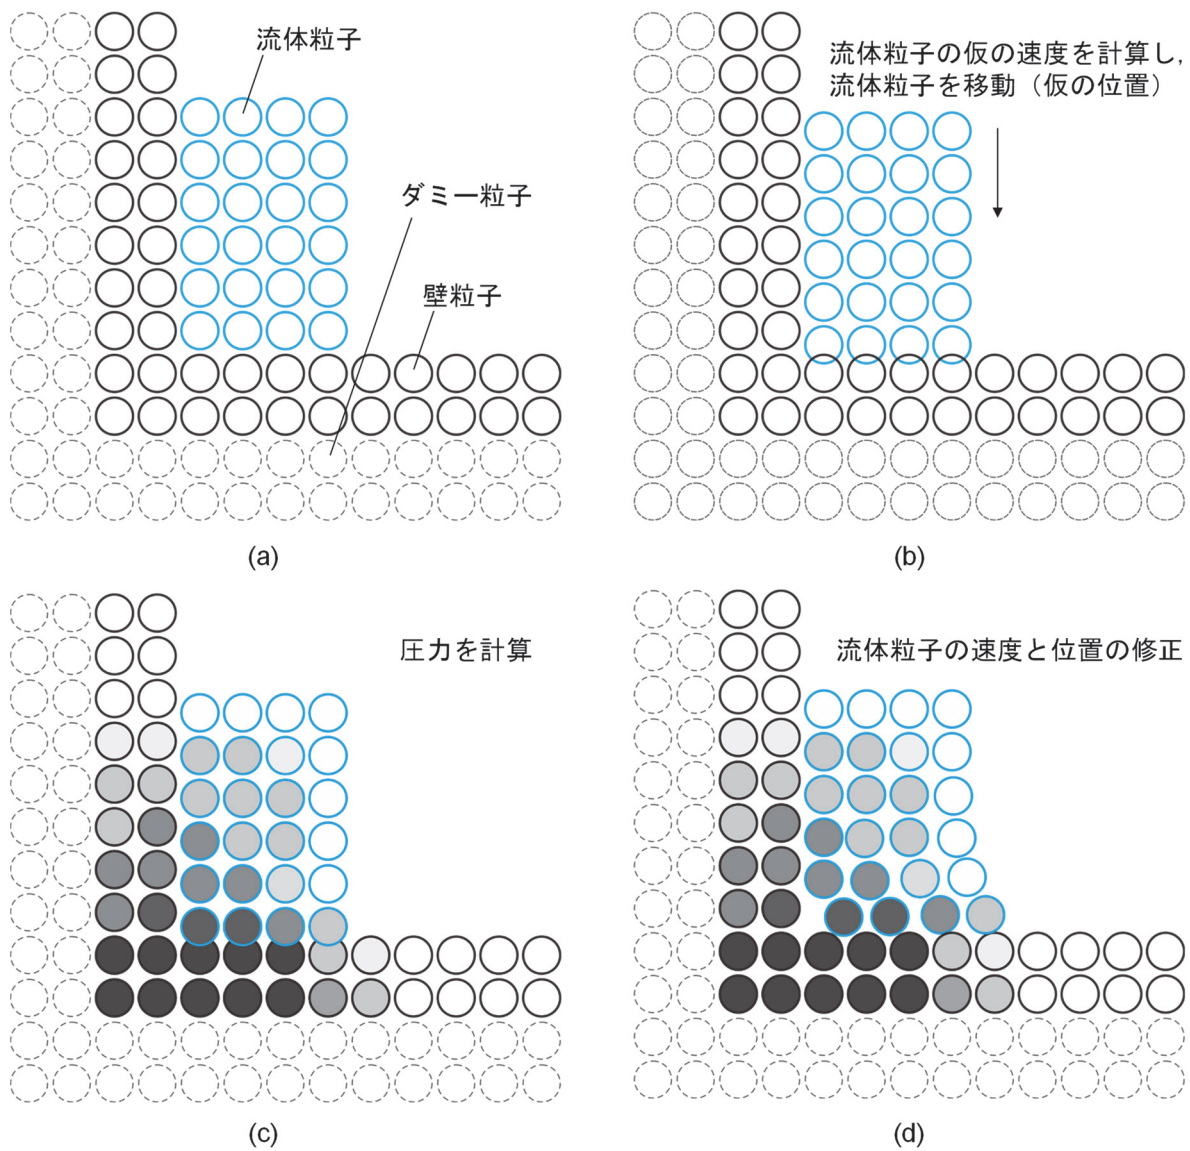 流体粒子
ダミー粒子
壁粒子
(a)
流体粒子の仮の速度を計算し,
流体粒子を移動（仮の位置）
(b)
圧力を計算
(c)
流体粒子の速度と位置の修正
(d)